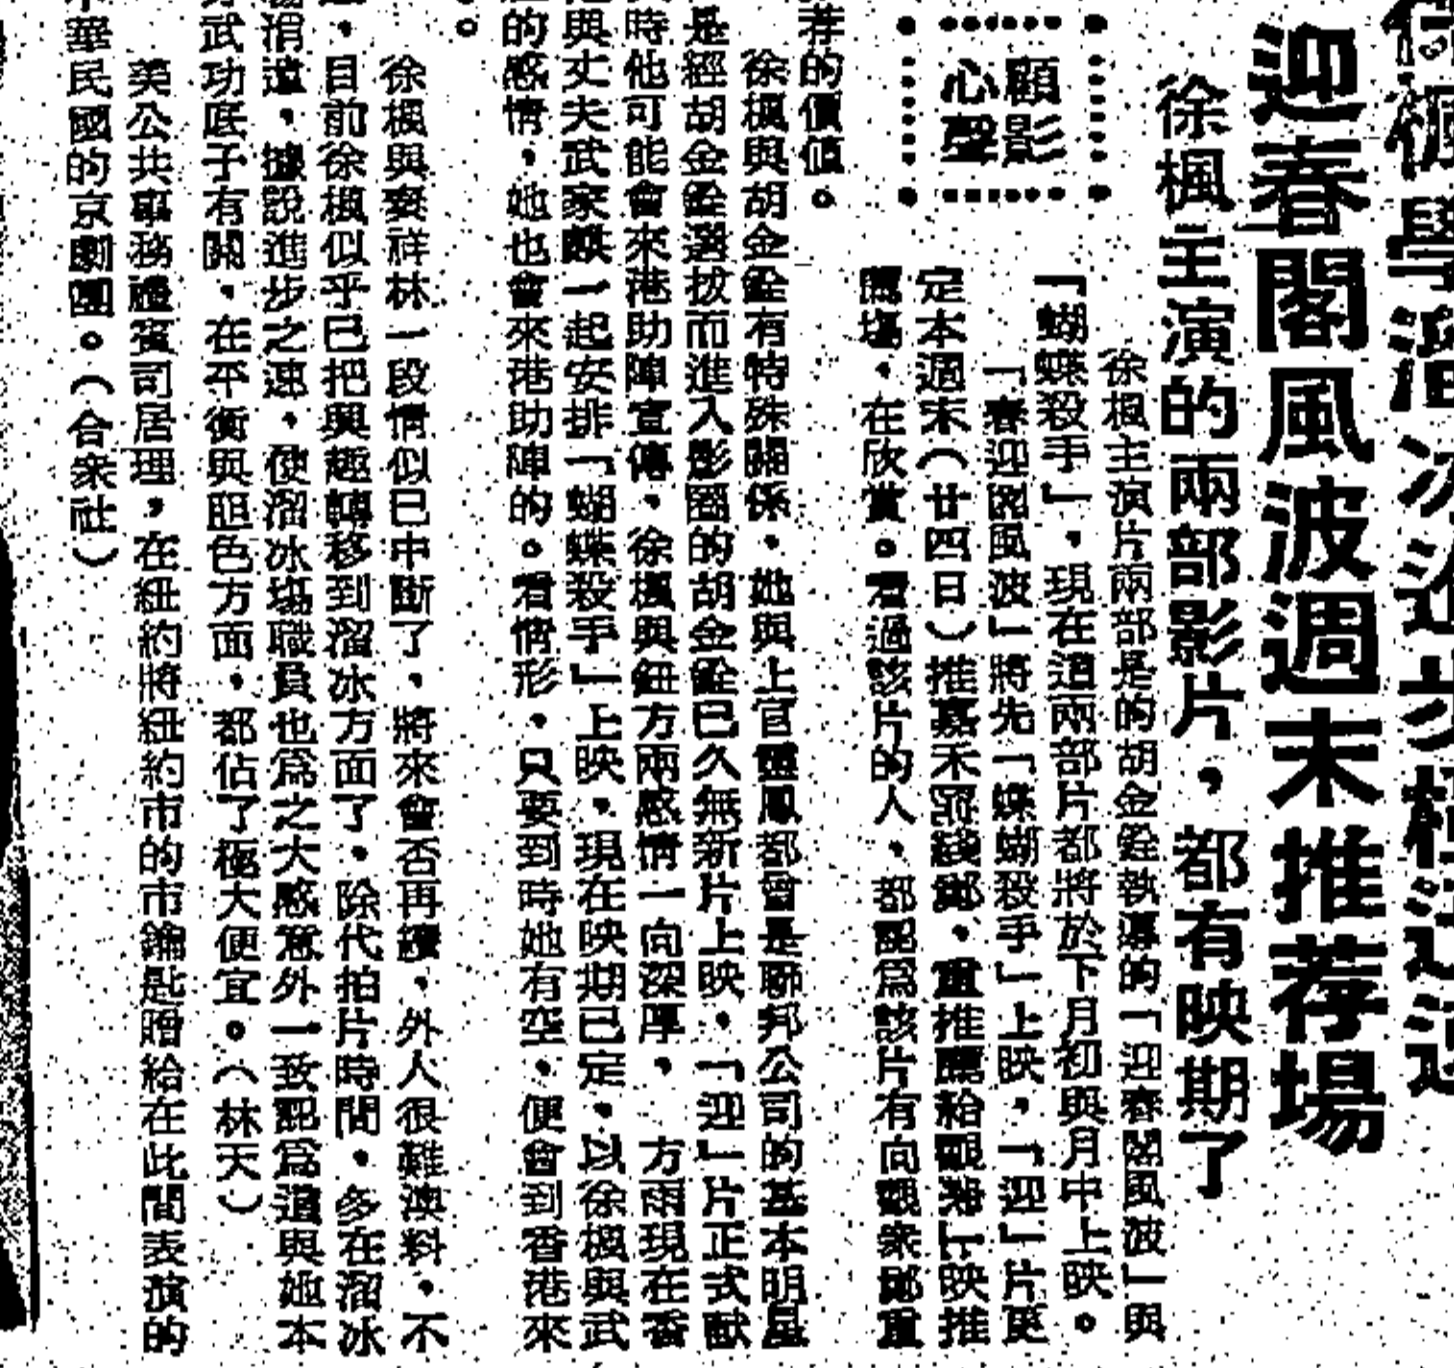 迎春閣風波週末推荐場
徐楓主演的兩部影片，都有映期了
顧影
心聲
徐楓主演片兩部是的胡金銓執導的「迎春閣風波」與
「蝴蝶殺手」，現在這兩部片都將於下月初與月中上映。
「春迎閣風波」將先「蝶蝴殺手」上映，「迎」片更
定本週末（廿四日）推嘉禾院綫鄭重推薦給觀衆上映推
薦塲，在欣賞。看過該片的人，都認爲該片有向觀衆鄭重
荐的價值。
徐楓與胡金銓有特殊關係，她與上官靈鳳都曾是聯邦公司的基本明星
是經胡金銓選拔而進入影圈的胡金銓已久無新片上映，「迎」片正式献
時他可能會來港助陣宣傳，徐楓與鈕方兩感情一向深厚，方雨現在香
與丈夫武家麒一起安排「蝴蝶殺手」上映，現在映期已定，以徐楓與武
的感情，她也會來港助陣的。看情形，只要到時她有空，便會到香港來
。
徐楓與秦祥林一段情似已中斷了，將來會否再續，外人很難澳料，不
，目前徐楓似乎已把興趣轉移到溜冰方面了，除代拍片時間，多在溜冰
塲消遣，據說進步之速，使溜冰塲職員也爲之大感意外一致認爲這與她本
武功底子有關，在平衡與胆色方面，都佔了極大便宜。（林天）
美公共事務禮賓司居理，在紐約將紐約市的市鑰匙贈給在此間表演的
華民國的京劇團。（合衆社）